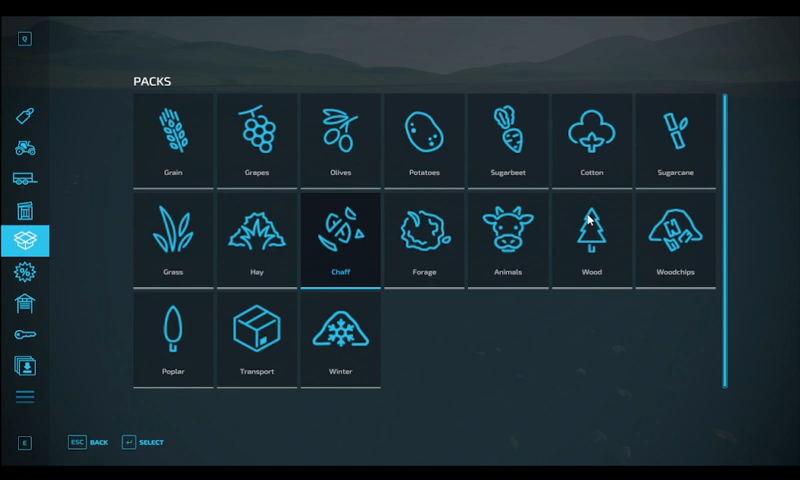 Q
PACKS
Grain
Grapes
Olives
Potatoes
Sugarbeet
Cotton
Sugarcane
Grass
Hay
Chaff
Forage
Animals
Wood
Woodchips
Poplar
Transport
Winter
E
ESC BACK
SELECT